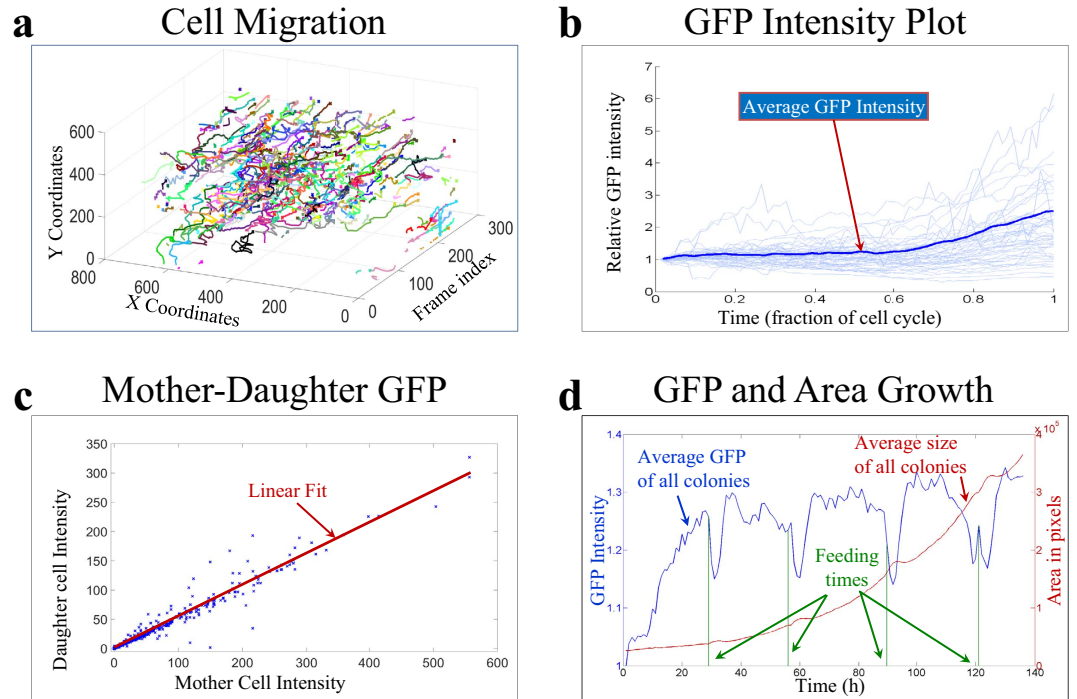 a
Cell Migration
600
400
200
0
Y Coordinates
800
600
400
200
0
X Coordinates
0
100
200
300
Frame index
b
GFP Intensity Plot
7
6
5
4
3
2
1
0
Relative GFP intensity
Average GFP Intensity
0
0.2
0.4
0.6
0.8
1
Time (fraction of cell cycle)
c
Mother-Daughter GFP
350
300
250
200
150
100
50
0
Daughter cell Intensity
Linear Fit
0
100
200
300
400
500
600
Mother Cell Intensity
d
GFP and Area Growth
1.4
1.3
1.2
1.1
1
GFP Intensity
Average GFP
of all colonies
Average size
of all colonies
Feeding
times
x 10^5
4
3
2
1
0
Area in pixels
0
20
40
60
80
100
120
140
Time (h)